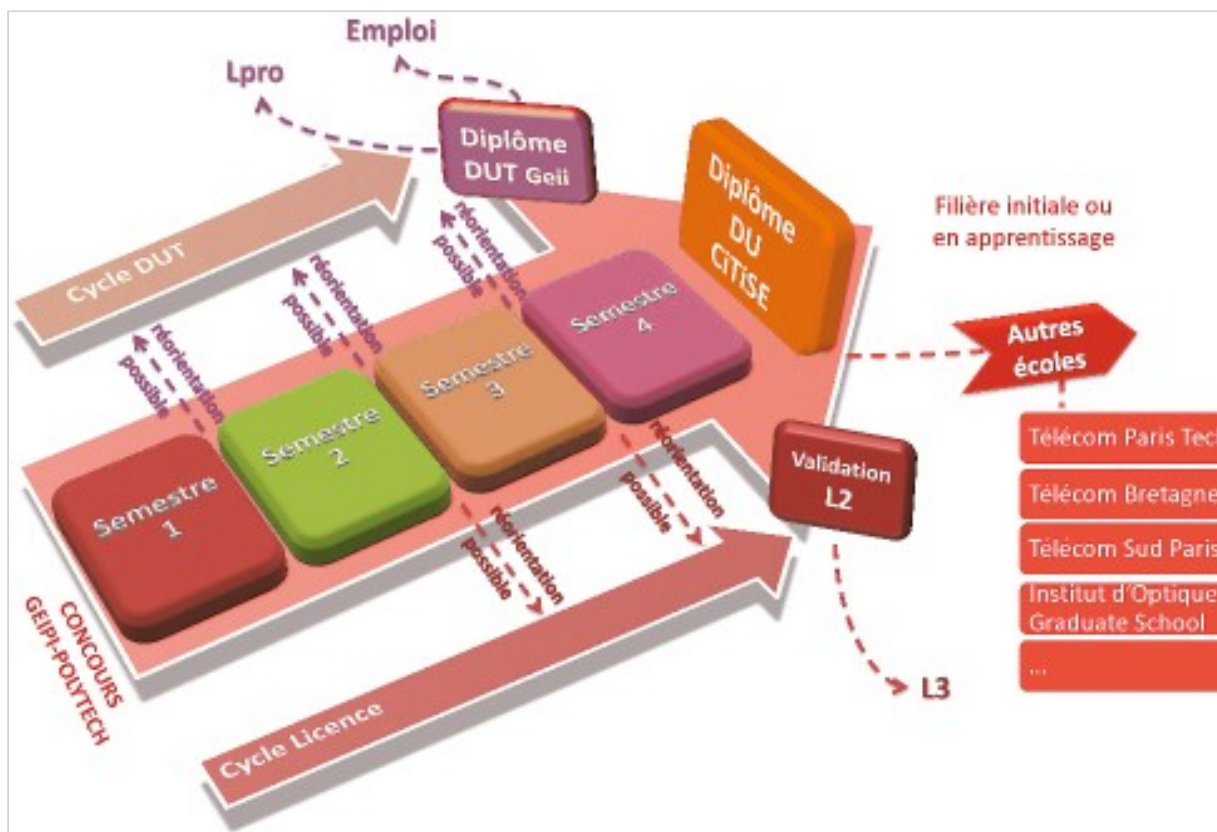 Emploi
Lpro
Diplôme
DUT Geii
Diplôme
DU
CiTiSE
Filière initiale ou
en apprentissage
Cycle DUT
réorientation
possible
réorientation
possible
réorientation
possible
Semestre
1
Semestre
2
Semestre
3
Semestre
4
Autres
écoles
Télécom Paris Tec
Télécom Bretagne
Télécom Sud Paris
Institut d'Optique
Graduate School
...
Validation
L2
réorientation
possible
réorientation
possible
CONCOURS
GEIPI-POLYTECH
Cycle Licence
L3